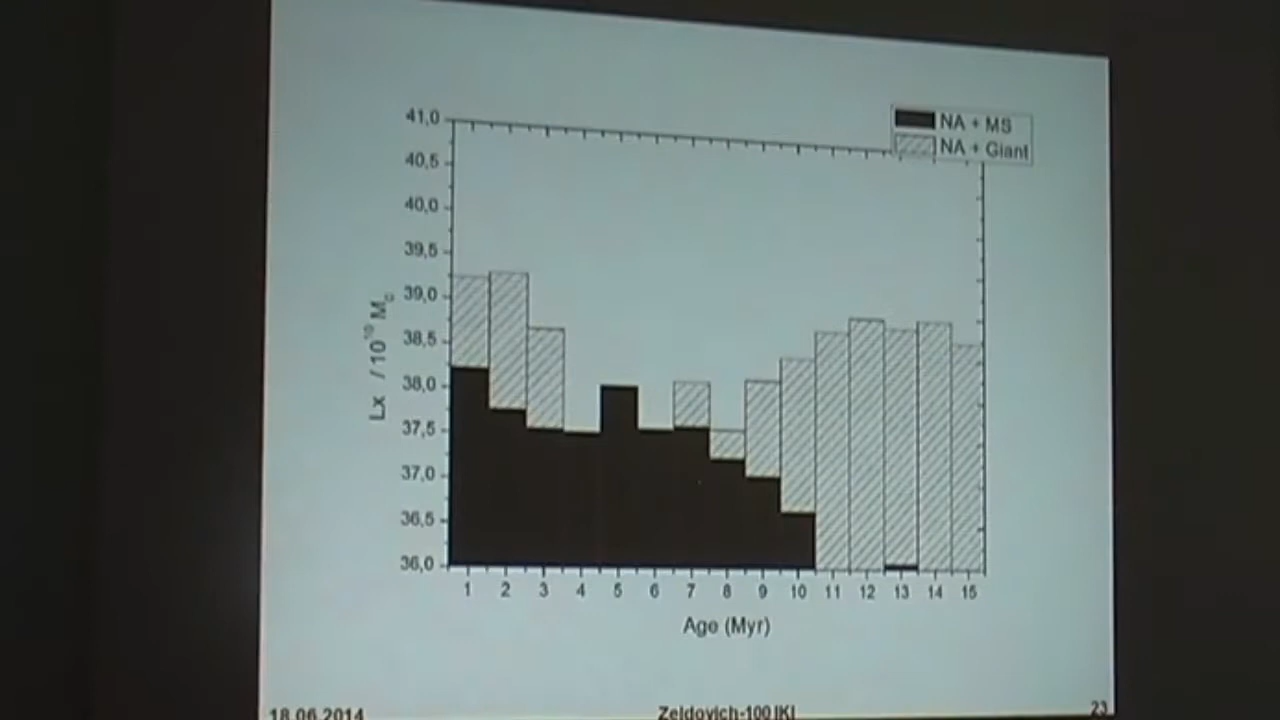 NA + MS
NA + Giant
41,0
40,5
40,0
39,5
39,0
38,5
38,0
37,5
37,0
36,5
36,0
Lx / 10¹⁰ M
1 2 3 4 5 6 7 8 9 10 11 12 13 14 15
Age (Myr)
18.06.2014 Zeldovich-100 IKI 23